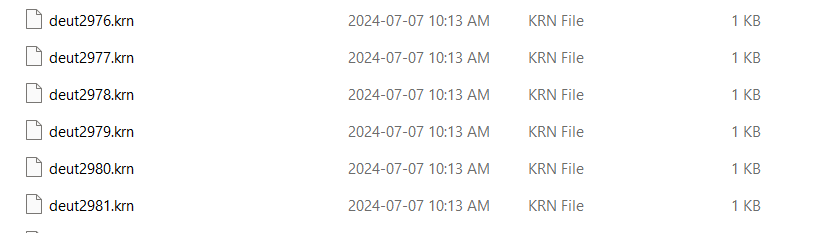 deut2976.krn 2024-07-07 10:13 AM KRN File 1 KB
deut2977.krn 2024-07-07 10:13 AM KRN File 1 KB
deut2978.krn 2024-07-07 10:13 AM KRN File 1 KB
deut2979.krn 2024-07-07 10:13 AM KRN File 1 KB
deut2980.krn 2024-07-07 10:13 AM KRN File 1 KB
deut2981.krn 2024-07-07 10:13 AM KRN File 1 KB